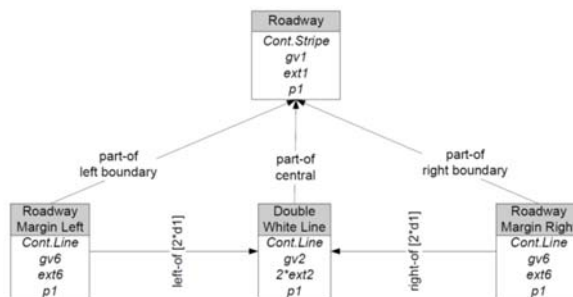 Roadway
Cont.Stripe
gv1
ext1
p1
part-of
left boundary
part-of
central
part-of
right boundary
Roadway
Margin Left
Cont.Line
gv6
ext6
p1
left-of [2*d1]
Double
White Line
Cont.Line
gv2
2*ext2
p1
right-of [2*d1]
Roadway
Margin Right
Cont.Line
gv6
ext6
p1